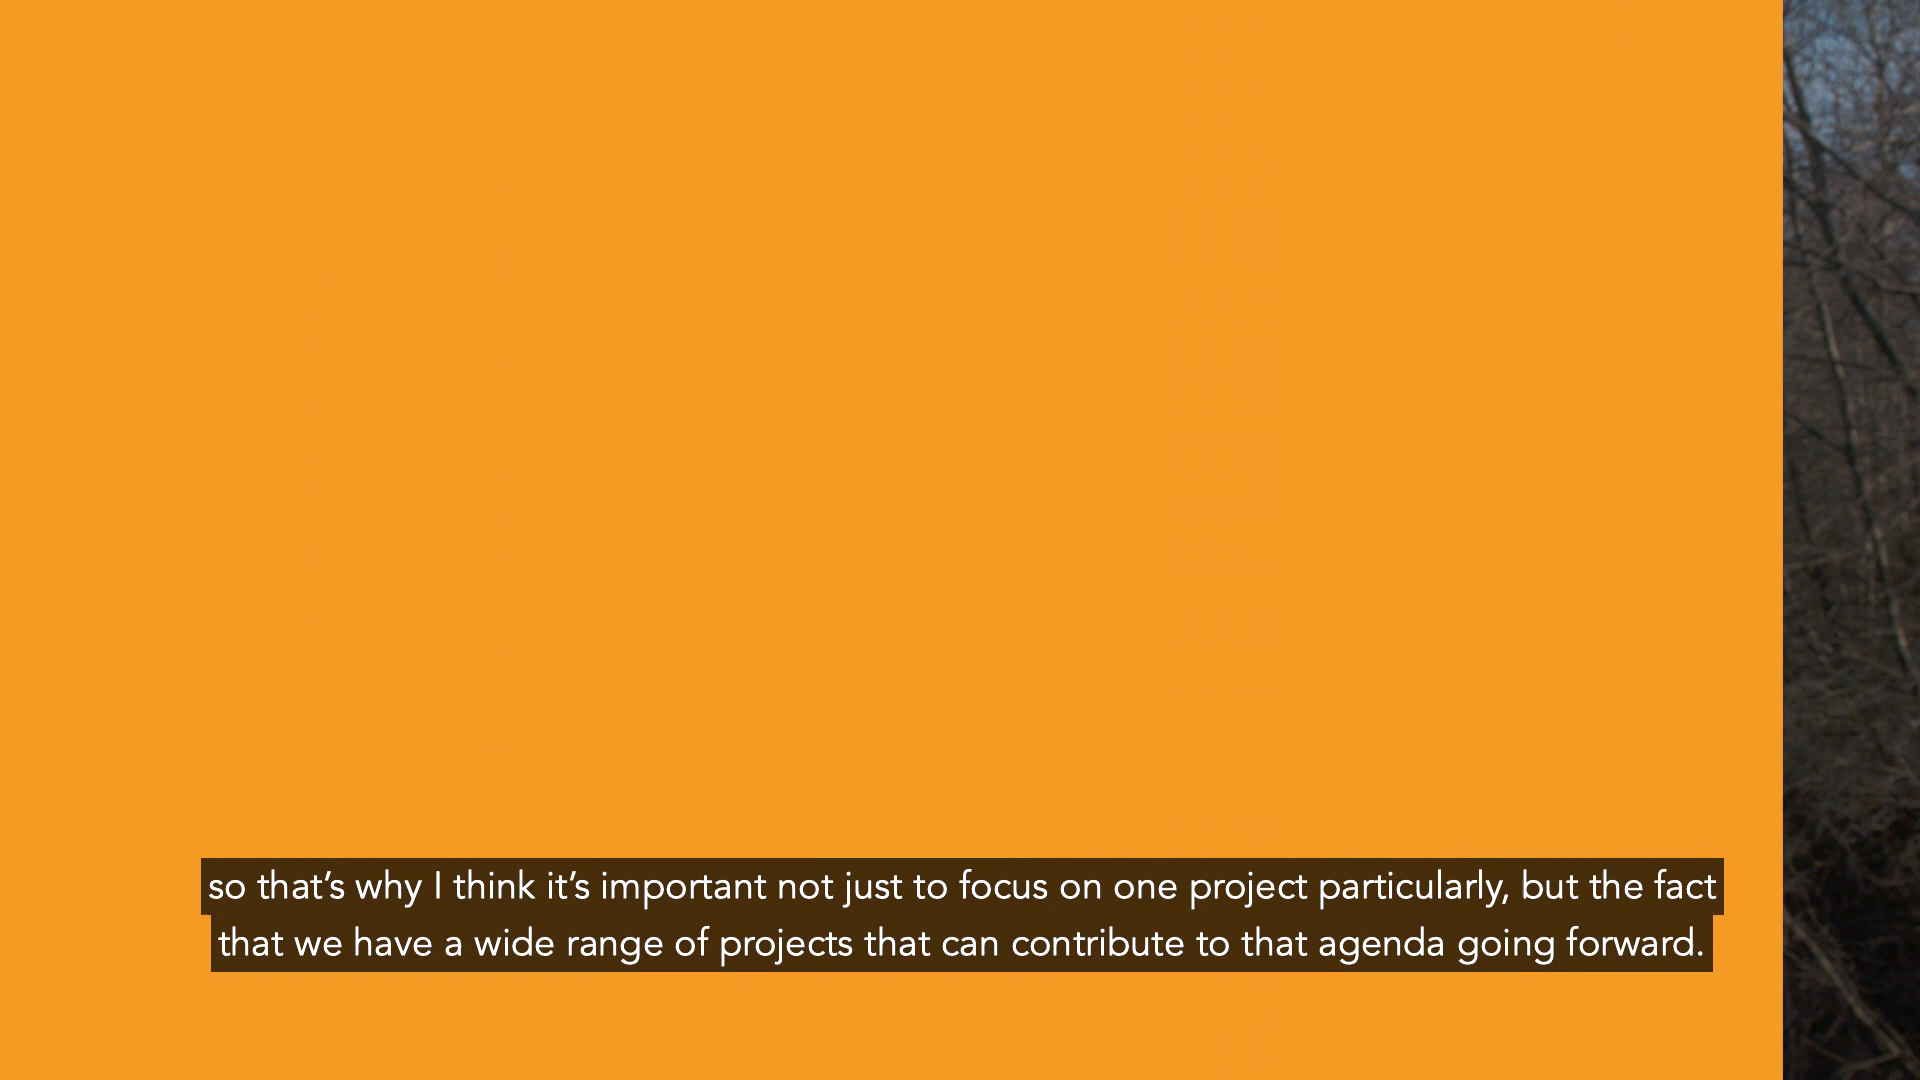 so that’s why I think it’s important not just to focus on one project particularly, but the fact
that we have a wide range of projects that can contribute to that agenda going forward.